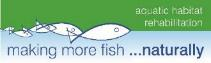 aquatic habitat
rehabilitation
making more fish ...naturally